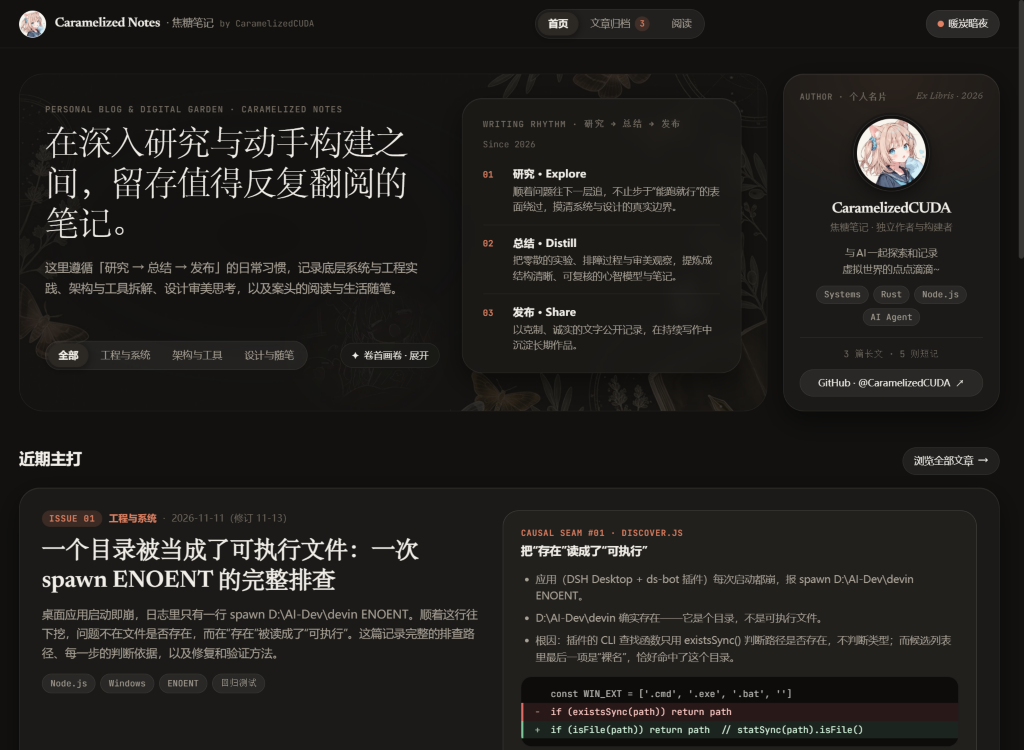 Caramelized Notes · 焦糖笔记 by CaramelizedCUDA
首页 文章归档 3 阅读
暖炭暗夜
PERSONAL BLOG & DIGITAL GARDEN · CARAMELIZED NOTES
在深入研究与动手构建之
间，留存值得反复翻阅的
笔记。
这里遵循「研究 → 总结 → 发布」的日常习惯，记录底层系统与工程实
践、架构与工具拆解、设计审美思考，以及案头的阅读与生活随笔。
全部 工程与系统 架构与工具 设计与随笔
✦ 卷首画卷 · 展开
WRITING RHYTHM · 研究 → 总结 → 发布
Since 2026
01 研究 • Explore
顺着问题往下一层追，不止步于“能跑就行”的表
面绕过，摸清系统与设计的真实边界。
02 总结 • Distill
把零散的实验、排障过程与审美观察，提炼成
结构清晰、可复核的心智模型与笔记。
03 发布 • Share
以克制、诚实的文字公开记录，在持续写作中
沉淀长期作品。
AUTHOR · 个人名片 Ex Libris · 2026
CaramelizedCUDA
焦糖笔记 · 独立作者与构建者
与 AI 一起探索和记录
虚拟世界的点点滴滴~
Systems Rust Node.js
AI Agent
3 篇长文 · 5 则短记
GitHub · @CaramelizedCUDA ↗
近期主打
浏览全部文章 →
ISSUE 01 工程与系统 · 2026-11-11 (修订 11-13)
一个目录被当成了可执行文件：一次
spawn ENOENT 的完整排查
桌面应用启动即崩，日志里只有一行 spawn D:\AI-Dev\devin ENOENT。顺着这行往
下挖，问题不在文件是否存在，而在“存在”被读成了“可执行”。这篇记录完整的排查路
径、每一步的判断依据，以及修复和验证方法。
Node.js Windows ENOENT 回归测试
CAUSAL SEAM #01 · DISCOVER.JS
把“存在”读成了“可执行”
• 应用（DSH Desktop + ds-bot 插件）每次启动都崩，报 spawn D:\AI-Dev\devin
ENOENT。
• D:\AI-Dev\devin 确实存在——它是个目录，不是可执行文件。
• 根因：插件的 CLI 查找函数只用 existsSync() 判断路径是否存在，不判断类型；而候选列表
里最后一项是“裸名”，恰好命中了这个目录。
const WIN_EXT = ['.cmd', '.exe', '.bat', '']
- if (existsSync(path)) return path
+ if (isFile(path)) return path // statSync(path).isFile()